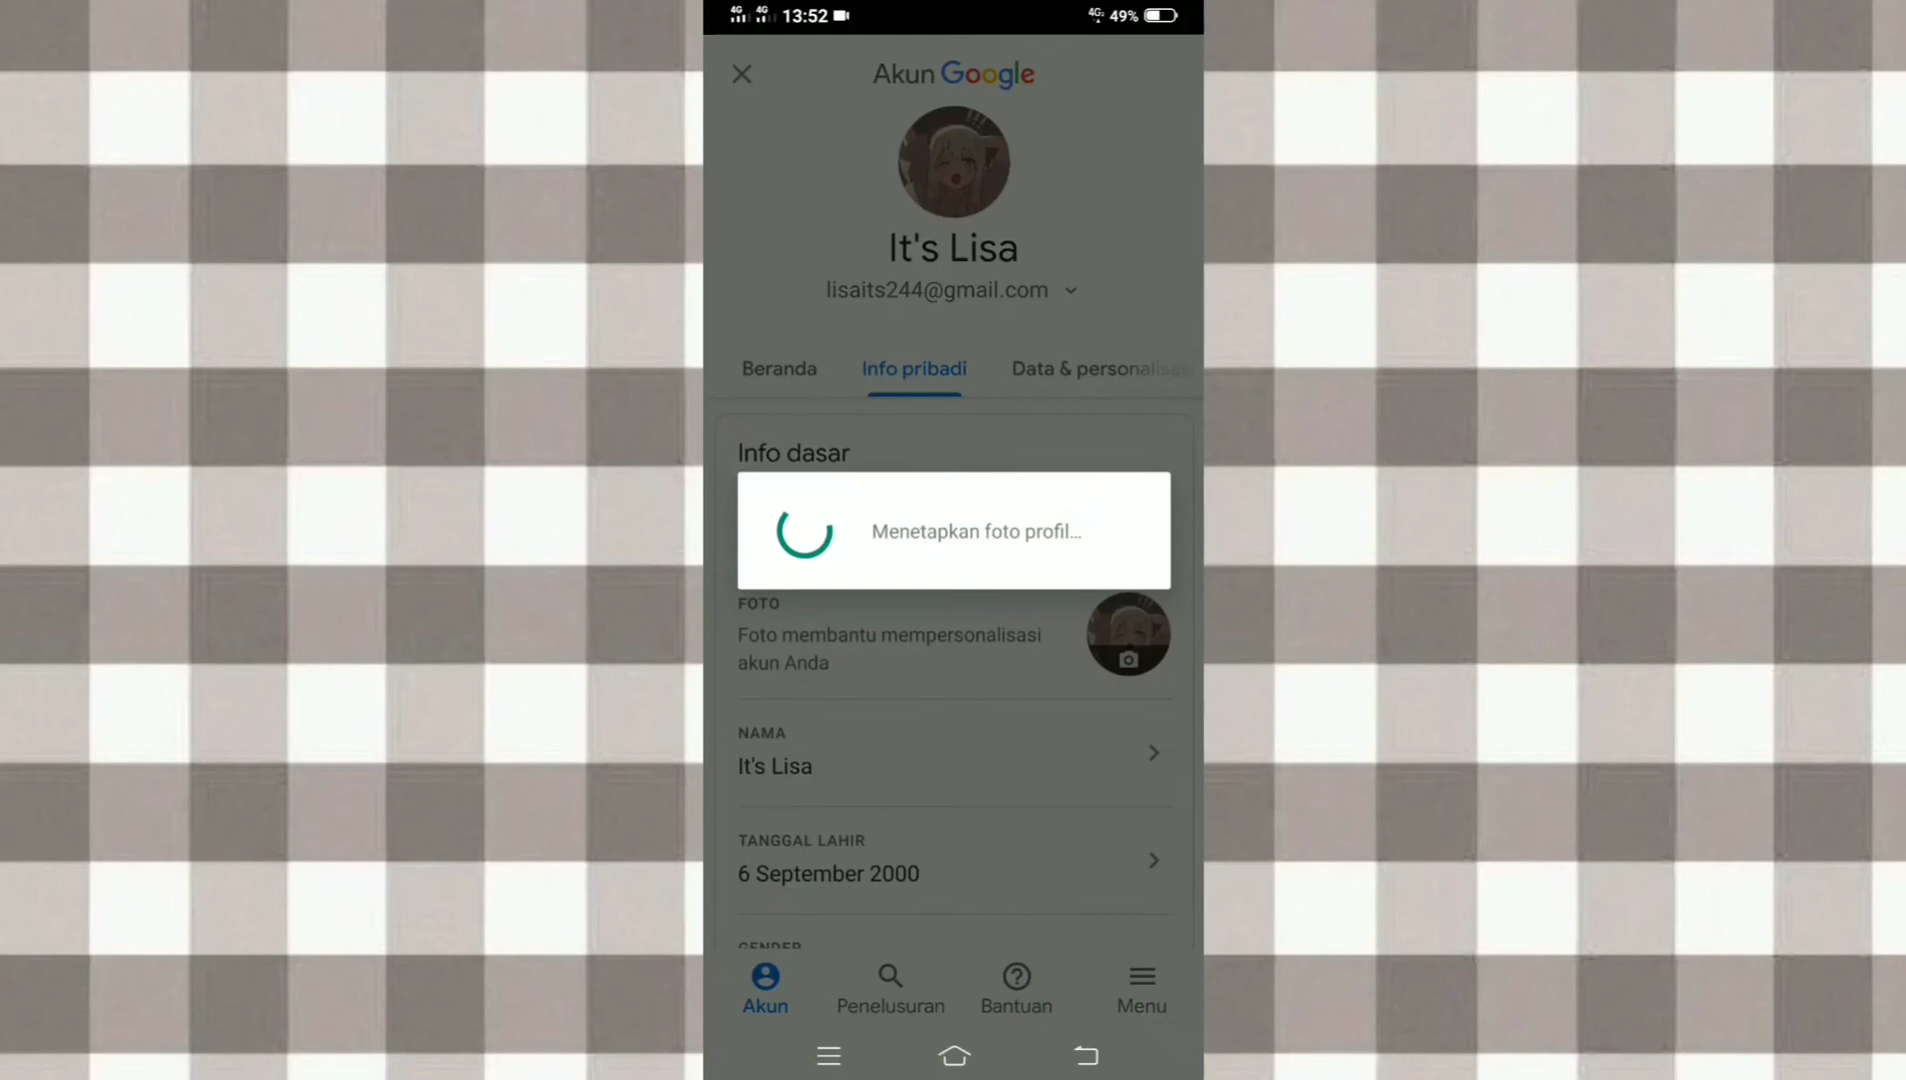 4G 4G 13:52 4G 49%
Akun Google
It's Lisa
lisaits244@gmail.com
Beranda Info pribadi Data & personalisasi
Info dasar
Menetapkan foto profil...
FOTO
Foto membantu mempersonalisasi
akun Anda
NAMA
It's Lisa
TANGGAL LAHIR
6 September 2000
GENDER
Akun Penelusuran Bantuan Menu